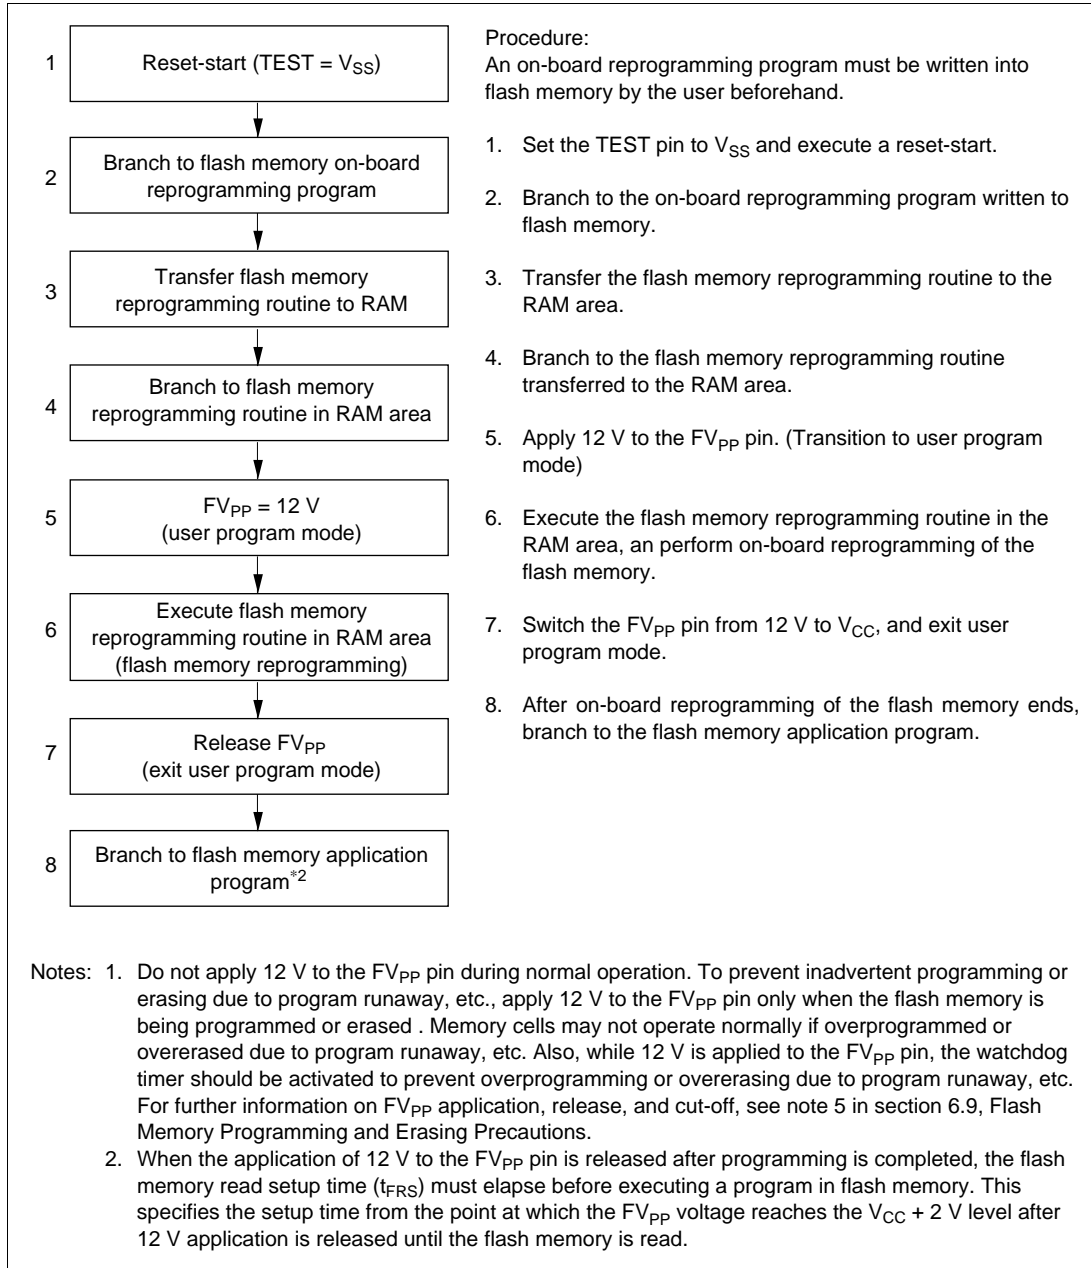 1
Reset-start (TEST = VSS)
2
Branch to flash memory on-board
reprogramming program
3
Transfer flash memory
reprogramming routine to RAM
4
Branch to flash memory
reprogramming routine in RAM area
5
FVPP = 12 V
(user program mode)
6
Execute flash memory
reprogramming routine in RAM area
(flash memory reprogramming)
7
Release FVPP
(exit user program mode)
8
Branch to flash memory application
program*2
Procedure:
An on-board reprogramming program must be written into
flash memory by the user beforehand.
1. Set the TEST pin to VSS and execute a reset-start.
2. Branch to the on-board reprogramming program written to
flash memory.
3. Transfer the flash memory reprogramming routine to the
RAM area.
4. Branch to the flash memory reprogramming routine
transferred to the RAM area.
5. Apply 12 V to the FVPP pin. (Transition to user program
mode)
6. Execute the flash memory reprogramming routine in the
RAM area, an perform on-board reprogramming of the
flash memory.
7. Switch the FVPP pin from 12 V to VCC, and exit user
program mode.
8. After on-board reprogramming of the flash memory ends,
branch to the flash memory application program.
Notes: 1. Do not apply 12 V to the FVPP pin during normal operation. To prevent inadvertent programming or
erasing due to program runaway, etc., apply 12 V to the FVPP pin only when the flash memory is
being programmed or erased . Memory cells may not operate normally if overprogrammed or
overerased due to program runaway, etc. Also, while 12 V is applied to the FVPP pin, the watchdog
timer should be activated to prevent overprogramming or overerasing due to program runaway, etc.
For further information on FVPP application, release, and cut-off, see note 5 in section 6.9, Flash
Memory Programming and Erasing Precautions.
2. When the application of 12 V to the FVPP pin is released after programming is completed, the flash
memory read setup time (tFRS) must elapse before executing a program in flash memory. This
specifies the setup time from the point at which the FVPP voltage reaches the VCC + 2 V level after
12 V application is released until the flash memory is read.